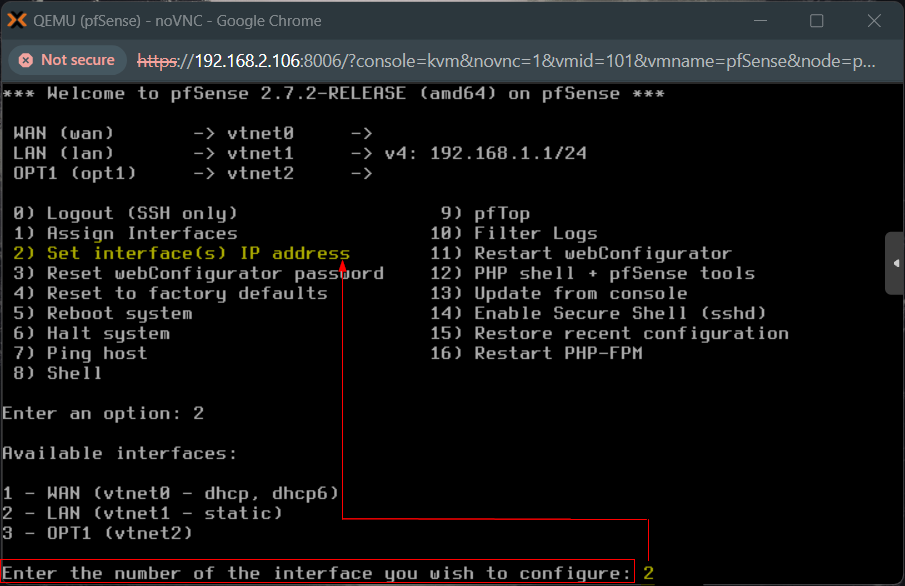 QEMU (pfSense) - noVNC - Google Chrome
Not secure https://192.168.2.106:8006/?console=kvm&novnc=1&vmid=101&vmname=pfSense&node=p...
*** Welcome to pfSense 2.7.2-RELEASE (amd64) on pfSense ***
WAN (wan) -> vtnet0 ->
LAN (lan) -> vtnet1 -> v4: 192.168.1.1/24
OPT1 (opt1) -> vtnet2 ->
0) Logout (SSH only) 9) pfTop
1) Assign Interfaces 10) Filter Logs
2) Set interface(s) IP address 11) Restart webConfigurator
3) Reset webConfigurator password 12) PHP shell + pfSense tools
4) Reset to factory defaults 13) Update from console
5) Reboot system 14) Enable Secure Shell (sshd)
6) Halt system 15) Restore recent configuration
7) Ping host 16) Restart PHP-FPM
8) Shell
Enter an option: 2
Available interfaces:
1 - WAN (vtnet0 - dhcp, dhcp6)
2 - LAN (vtnet1 - static)
3 - OPT1 (vtnet2)
Enter the number of the interface you wish to configure: 2